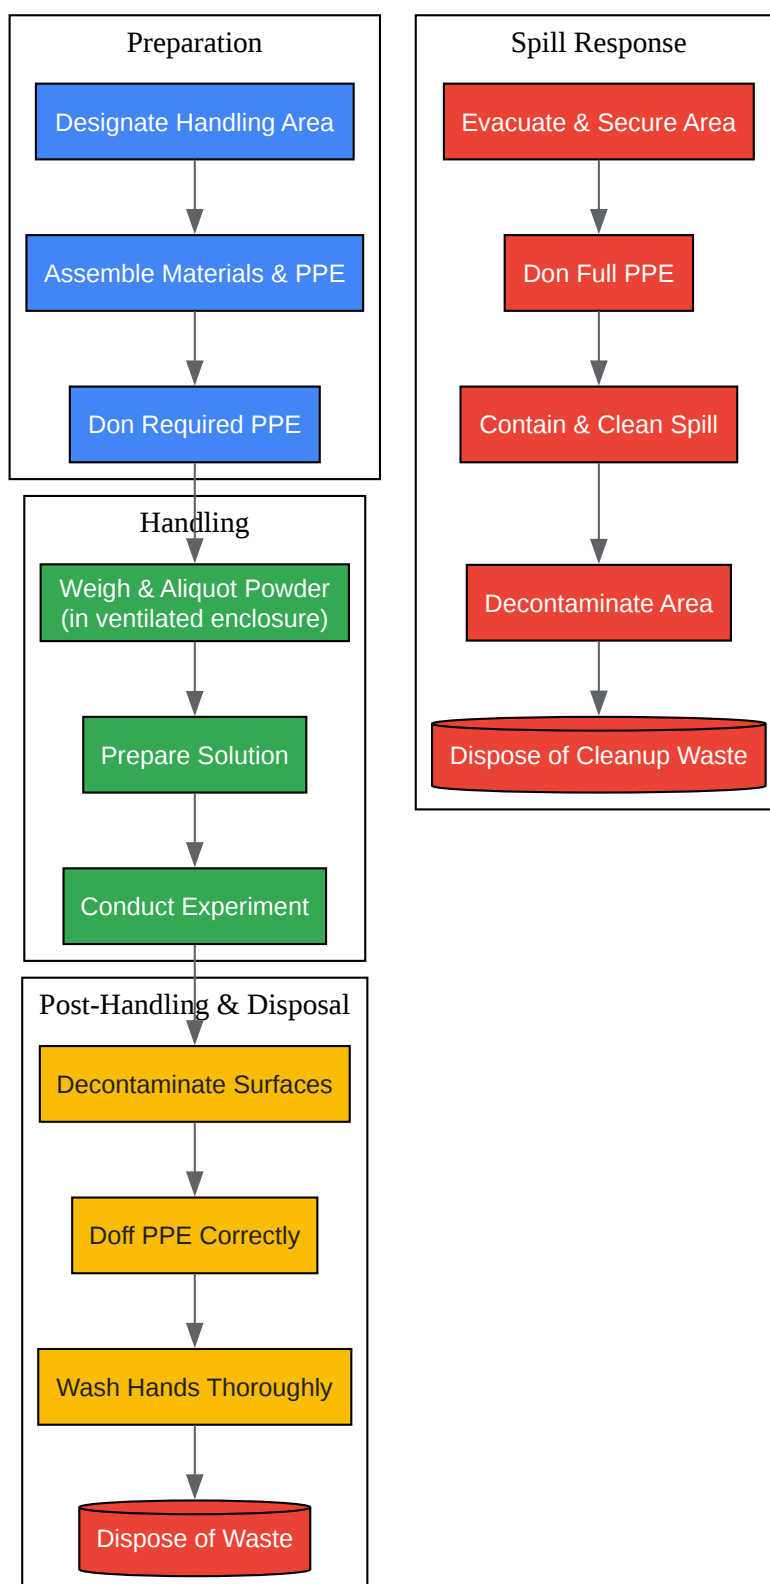 Preparation
Designate Handling Area
Assemble Materials & PPE
Don Required PPE
Handling
Weigh & Aliquot Powder
(in ventilated enclosure)
Prepare Solution
Conduct Experiment
Post-Handling & Disposal
Decontaminate Surfaces
Doff PPE Correctly
Wash Hands Thoroughly
Dispose of Waste
Spill Response
Evacuate & Secure Area
Don Full PPE
Contain & Clean Spill
Decontaminate Area
Dispose of Cleanup Waste